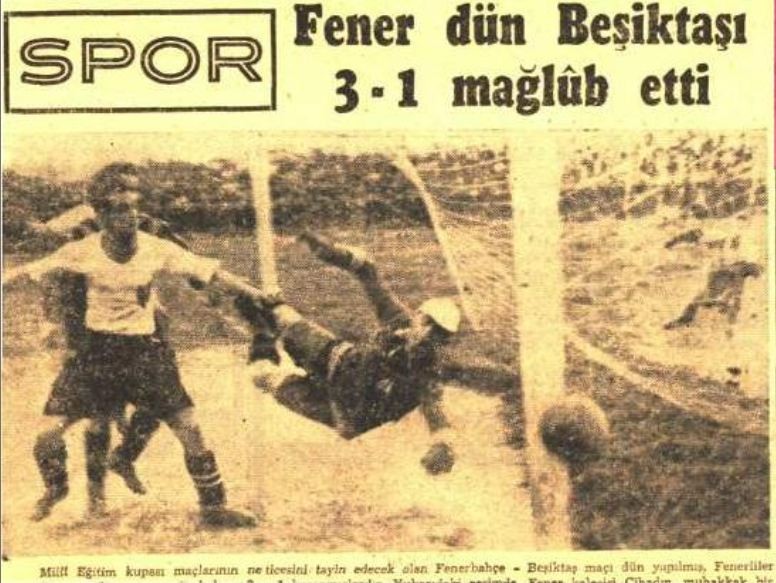 SPOR
Fener dün Beşiktaşı
3-1 mağlûb etti
Millî Eğitim kupası maçlarının neticesini tayin edecek olan Fenerbahçe - Beşiktaş maçı dün yapılmış, Fenerliler